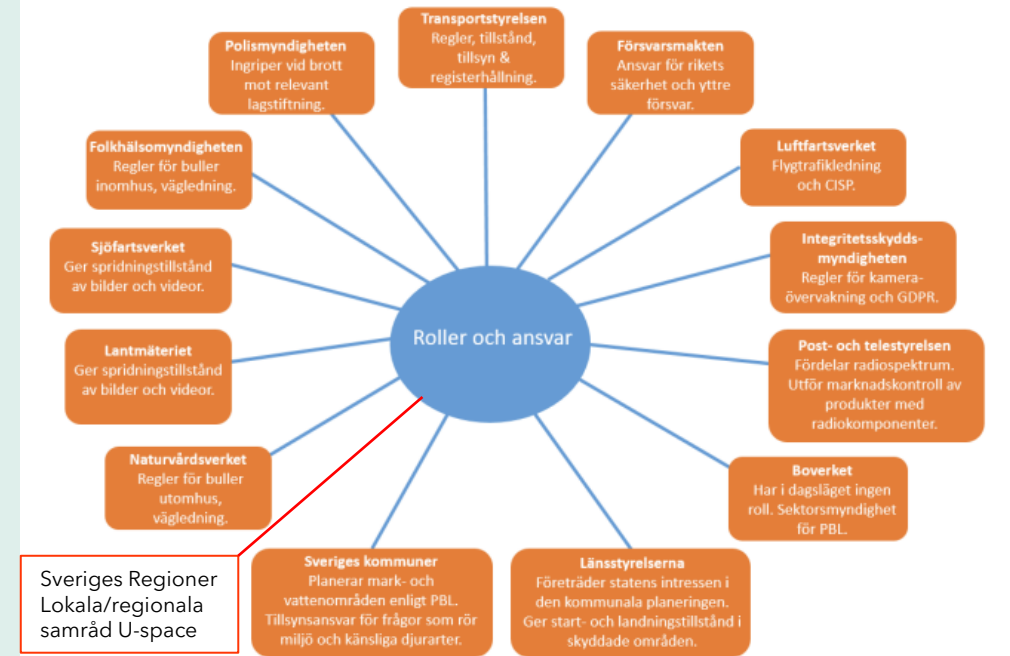 Transportstyrelsen
Regler, tillstånd,
tillsyn &
registerhållning.
Polismyndigheten
Ingriper vid brott
mot relevant
lagstiftning.
Försvarsmakten
Ansvar för rikets
säkerhet och yttre
försvar.
Folkhälsomyndigheten
Regler för buller
inomhus, vägledning.
Luftfartsverket
Flygtrafikledning
och CISP.
Sjöfartsverket
Ger spridningstillstånd
av bilder och videor.
Integritetsskydds-
myndigheten
Regler för kamera-
övervakning och GDPR.
Roller och ansvar
Lantmäteriet
Ger spridningstillstånd
av bilder och videor.
Post- och telestyrelsen
Fördelar radiospektrum.
Utför marknadskontroll av
produkter med
radiokomponenter.
Naturvårdsverket
Regler för buller
utomhus,
vägledning.
Boverket
Har i dagsläget ingen
roll. Sektorsmyndighet
för PBL.
Sveriges Regioner
Lokala/regionala
samråd U-space
Sveriges kommuner
Planerar mark- och
vattenområden enligt PBL.
Tillsynsansvar för frågor som rör
miljö och känsliga djurarter.
Länsstyrelserna
Företräder statens intressen i
den kommunala planeringen.
Ger start- och landningstillstånd i
skyddade områden.